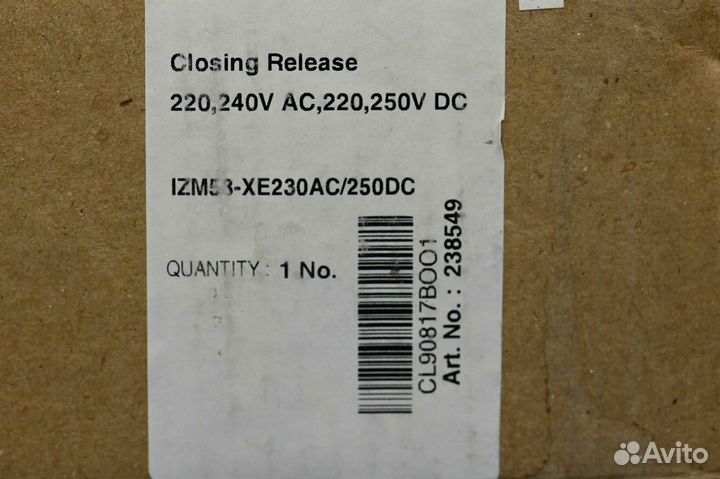 Closing Release
220,240V AC,220,250V DC
IZM53-XE230AC/250DC
QUANTITY : 1 No.
CL90817BOO1
Art. No.: 238549
Avito